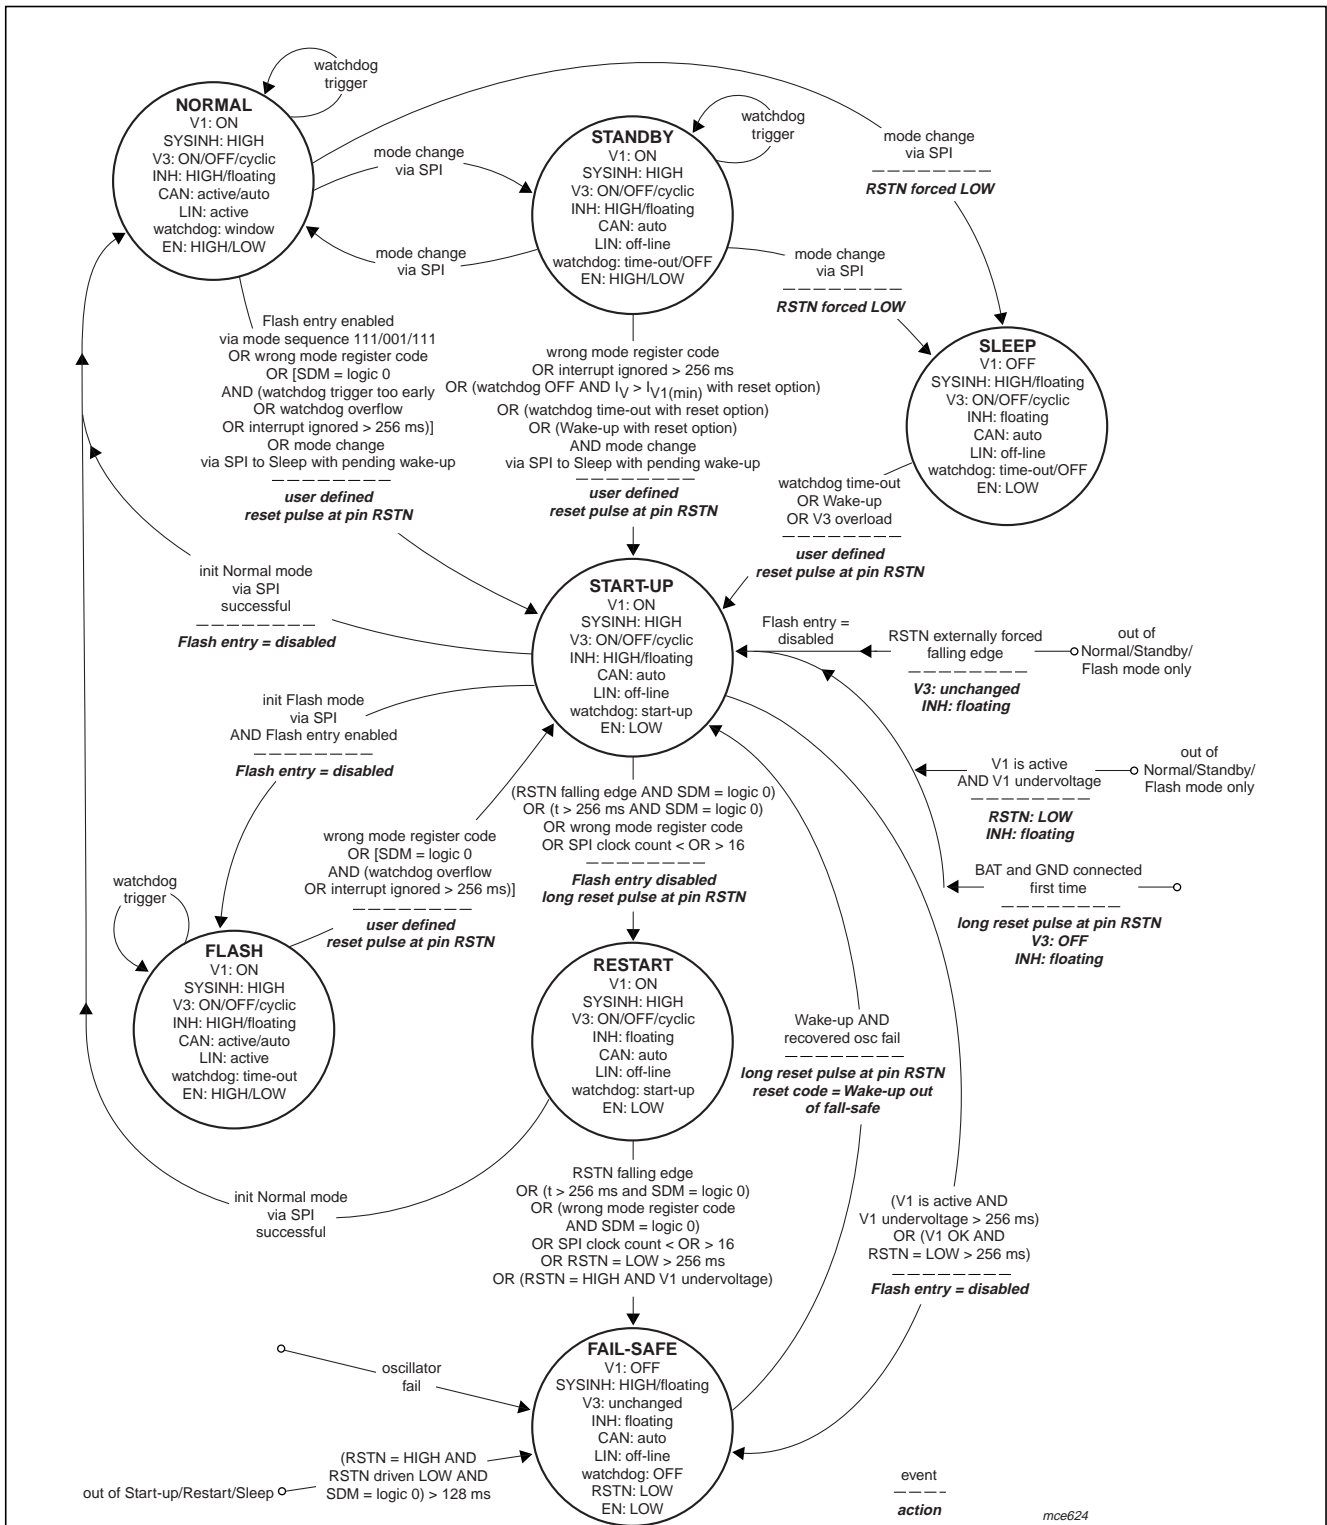 watchdog
trigger
NORMAL
V1: ON
SYSINH: HIGH
V3: ON/OFF/cyclic
INH: HIGH/floating
CAN: active/auto
LIN: active
watchdog: window
EN: HIGH/LOW
mode change
via SPI
mode change
via SPI
watchdog
trigger
STANDBY
V1: ON
SYSINH: HIGH
V3: ON/OFF/cyclic
INH: HIGH/floating
CAN: auto
LIN: off-line
watchdog: time-out/OFF
EN: HIGH/LOW
mode change
via SPI
RSTN forced LOW
mode change
via SPI
RSTN forced LOW
SLEEP
V1: OFF
SYSINH: HIGH/floating
V3: ON/OFF/cyclic
INH: floating
CAN: auto
LIN: off-line
watchdog: time-out/OFF
EN: LOW
Flash entry enabled
via mode sequence 111/001/111
OR wrong mode register code
OR [SDM = logic 0
AND (watchdog trigger too early
OR watchdog overflow
OR interrupt ignored > 256 ms)]
OR mode change
via SPI to Sleep with pending wake-up
user defined
reset pulse at pin RSTN
wrong mode register code
OR interrupt ignored > 256 ms
OR (watchdog OFF AND IV > IV1(min) with reset option)
OR (watchdog time-out with reset option)
OR (Wake-up with reset option)
AND mode change
via SPI to Sleep with pending wake-up
user defined
reset pulse at pin RSTN
watchdog time-out
OR Wake-up
OR V3 overload
user defined
reset pulse at pin RSTN
init Normal mode
via SPI
successful
Flash entry = disabled
START-UP
V1: ON
SYSINH: HIGH
V3: ON/OFF/cyclic
INH: HIGH/floating
CAN: auto
LIN: off-line
watchdog: start-up
EN: LOW
Flash entry =
disabled
RSTN externally forced
falling edge
V3: unchanged
INH: floating
out of
Normal/Standby/
Flash mode only
init Flash mode
via SPI
AND Flash entry enabled
Flash entry = disabled
V1 is active
AND V1 undervoltage
RSTN: LOW
INH: floating
out of
Normal/Standby/
Flash mode only
(RSTN falling edge AND SDM = logic 0)
OR (t > 256 ms AND SDM = logic 0)
OR wrong mode register code
OR SPI clock count < OR > 16
Flash entry disabled
long reset pulse at pin RSTN
wrong mode register code
OR [SDM = logic 0
AND (watchdog overflow
OR interrupt ignored > 256 ms)]
user defined
reset pulse at pin RSTN
BAT and GND connected
first time
long reset pulse at pin RSTN
V3: OFF
INH: floating
watchdog
trigger
FLASH
V1: ON
SYSINH: HIGH
V3: ON/OFF/cyclic
INH: HIGH/floating
CAN: active/auto
LIN: active
watchdog: time-out
EN: HIGH/LOW
RESTART
V1: ON
SYSINH: HIGH
V3: ON/OFF/cyclic
INH: floating
CAN: auto
LIN: off-line
watchdog: start-up
EN: LOW
Wake-up AND
recovered osc fail
long reset pulse at pin RSTN
reset code = Wake-up out
of fall-safe
init Normal mode
via SPI
successful
RSTN falling edge
OR (t > 256 ms and SDM = logic 0)
OR (wrong mode register code
AND SDM = logic 0)
OR SPI clock count < OR > 16
OR RSTN = LOW > 256 ms
OR (RSTN = HIGH AND V1 undervoltage)
(V1 is active AND
V1 undervoltage > 256 ms)
OR (V1 OK AND
RSTN = LOW > 256 ms)
Flash entry = disabled
oscillator
fail
FAIL-SAFE
V1: OFF
SYSINH: HIGH/floating
V3: unchanged
INH: floating
CAN: auto
LIN: off-line
watchdog: OFF
RSTN: LOW
EN: LOW
out of Start-up/Restart/Sleep
(RSTN = HIGH AND
RSTN driven LOW AND
SDM = logic 0) > 128 ms
event
action
mce624